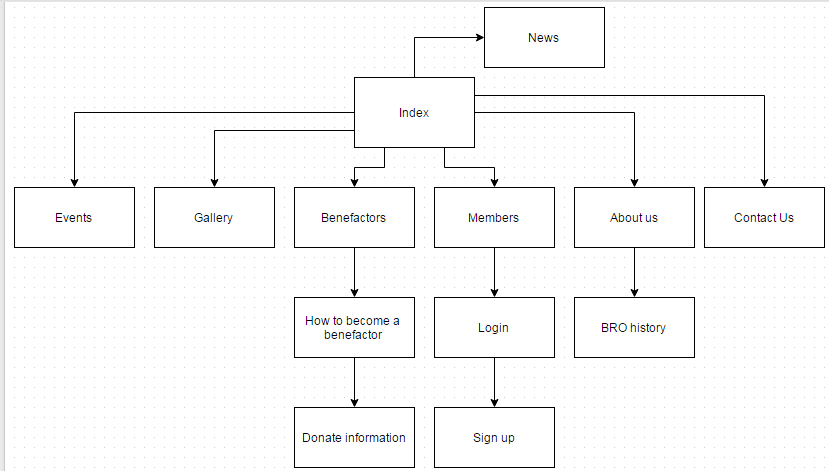 News
Index
Events
Gallery
Benefactors
Members
About us
Contact Us
How to become a
benefactor
Login
BRO history
Donate information
Sign up